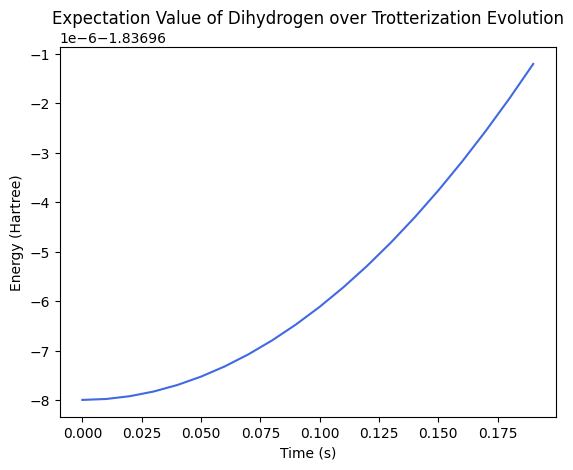 Expectation Value of Dihydrogen over Trotterization Evolution
1e−6−1.83696
−1
−2
−3
−4
−5
−6
−7
−8
Energy (Hartree)
0.000 0.025 0.050 0.075 0.100 0.125 0.150 0.175
Time (s)